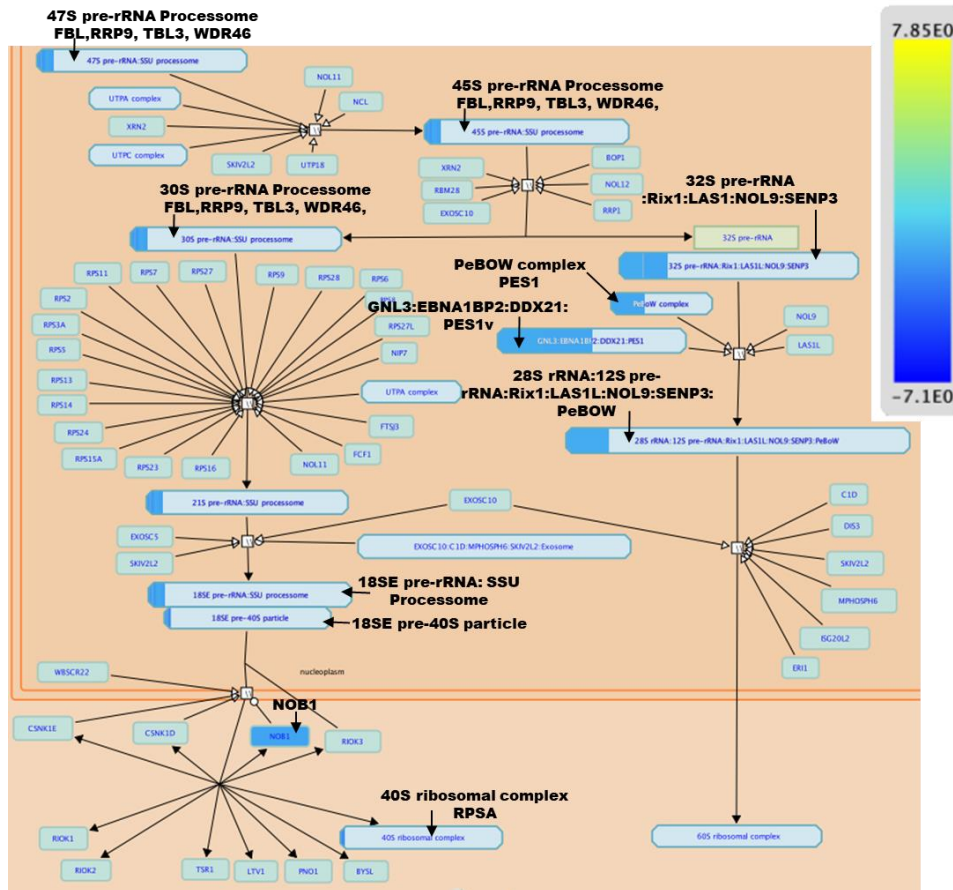 47S pre-rRNA Processome
FBL,RRP9, TBL3, WDR46
7.85E0
47S pre-rRNA:SSU processome
NOL11
UTPA complex
NCL
45S pre-rRNA Processome
FBL,RRP9, TBL3, WDR46,
XRN2
45S pre-rRNA:SSU processome
UTPC complex
SKIV2L2
UTP18
XRN2
BOP1
RBM28
NOL12
EXOSC10
RRP1
32S pre-rRNA
:Rix1:LAS1:NOL9:SENP3
30S pre-rRNA Processome
FBL,RRP9, TBL3, WDR46,
30S pre-rRNA:SSU processome
32S pre-rRNA
32S pre-rRNA:Rix1:LAS1L:NOL9:SENP3
RPS11
RPS7
RPS27
RPS9
RPS28
RPS6
PeBOW complex
PES1
RPS2
PeBoW complex
GNL3:EBNA1BP2:DDX21:
PES1v
RPS3A
RPS27L
NOL9
RPS5
NIP7
GNL3:EBNA1BP2:DDX21:PES1
LAS1L
-7.1E0
RPS13
UTPA complex
28S rRNA:12S pre-
rRNA:Rix1:LAS1L:NOL9:SENP3:
PeBOW
RPS14
RPS24
FTSJ3
28S rRNA:12S pre-rRNA:Rix1:LAS1L:NOL9:SENP3:PeBoW
RPS15A
RPS23
RPS16
NOL11
FCF1
21S pre-rRNA:SSU processome
EXOSC10
C1D
EXOSC5
DIS3
EXOSC10:C1D:MPHOSPH6:SKIV2L2:Exosome
SKIV2L2
SKIV2L2
18SE pre-rRNA: SSU
Processome
18SE pre-rRNA:SSU processome
MPHOSPH6
18SE pre-40S particle
18SE pre-40S particle
ISG20L2
ERI1
WBSCR22
nucleoplasm
NOB1
CSNK1E
CSNK1D
NOB1
RIOK3
40S ribosomal complex
RPSA
RIOK1
40S ribosomal complex
60S ribosomal complex
RIOK2
TSR1
LTV1
PNO1
BYSL